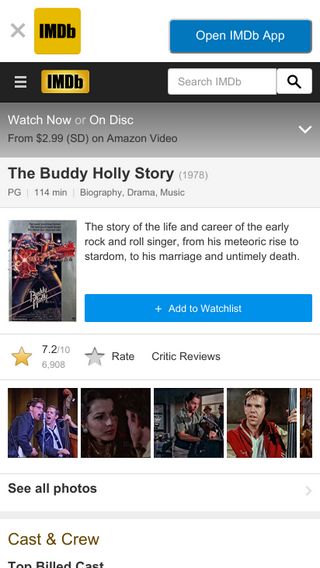 IMDb
Open IMDb App
IMDb
Search IMDb
Watch Now or On Disc
From $2.99 (SD) on Amazon Video
The Buddy Holly Story (1978)
PG | 114 min | Biography, Drama, Music
The story of the life and career of the early
rock and roll singer, from his meteoric rise to
stardom, to his marriage and untimely death.
+ Add to Watchlist
7.2/10
6,908
Rate
Critic Reviews
See all photos
Cast & Crew
Top Billed Cast